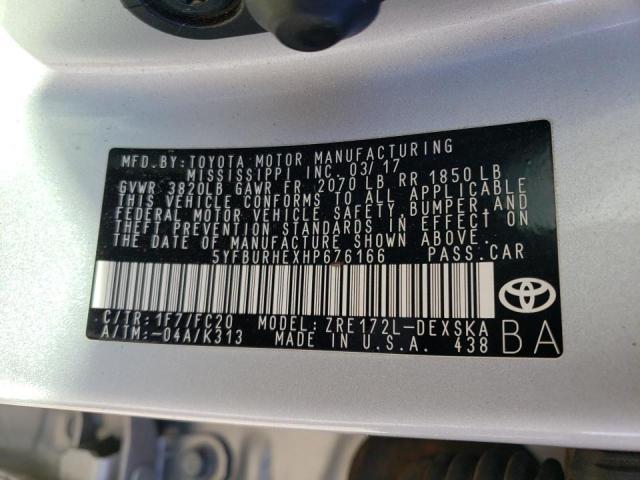 MFD.BY:TOYOTA MOTOR MANUFACTURING
MISSISSIPPI INC. 03/17
GVWR 3820LB GAWR FR 2070 LB RR 1850LB
THIS VEHICLE CONFORMS TO ALL APPLICABLE
FEDERAL MOTOR VEHICLE SAFETY,BUMPER,AND
THEFT PREVENTION STANDARDS IN EFFECT ON
THE DATE OF MANUFACTURE SHOWN ABOVE.
5YFBURHEXHP676166 PASS.CAR
C/TR:1F7/FC20 MODEL:ZRE172L-DEXSKA
A/TM:-04A/K313 MADE IN U.S.A. 438
BA